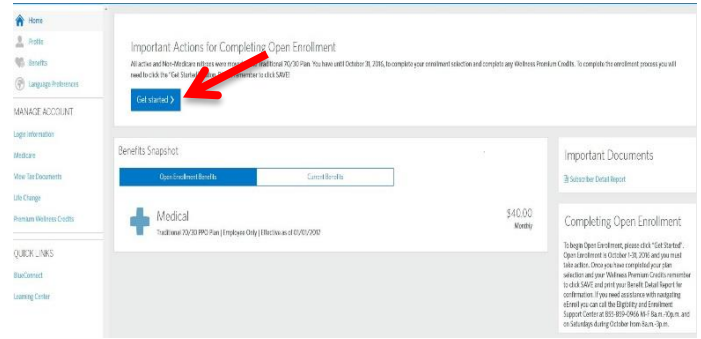 Home
Profile
Benefits
Language Preferences
MANAGE ACCOUNT
Login Information
Medicare
View Tax Documents
Life Change
Premium Wellness Credits
QUICK LINKS
BlueConnect
Learning Center
Important Actions for Completing Open Enrollment
All active and Non-Medicare retirees were moved Traditional 70/30 Plan. You have until October 31, 2016, to complete your enrollment selection and complete any Wellness Premium Credits. To complete the enrollment process you will
need to click the "Get Started remember to click SAVE!
Get started >
Benefits Snapshot
Open Enrollment Benefits
Current Benefits
Medical
$40.00
Traditional 70/30 PPO Plan | Employee Only | Effective as of 01/01/2017
Monthly
Important Documents
Subscriber Detail Report
Completing Open Enrollment
To begin Open Enrollment, please click "Get Started".
Open Enrollment is October 1-31, 2016 and you must
take action. Once you have completed your plan
selection and your Wellness Premium Credits remember
to click SAVE and print your Benefit Detail Report for
confirmation. If you need assistance with navigating
eEnroll you can call the Eligibility and Enrollment
Support Center at 855-859-0966 M-F 8a.m.-10p.m. and
on Saturdays during October from 8a.m.-3p.m.